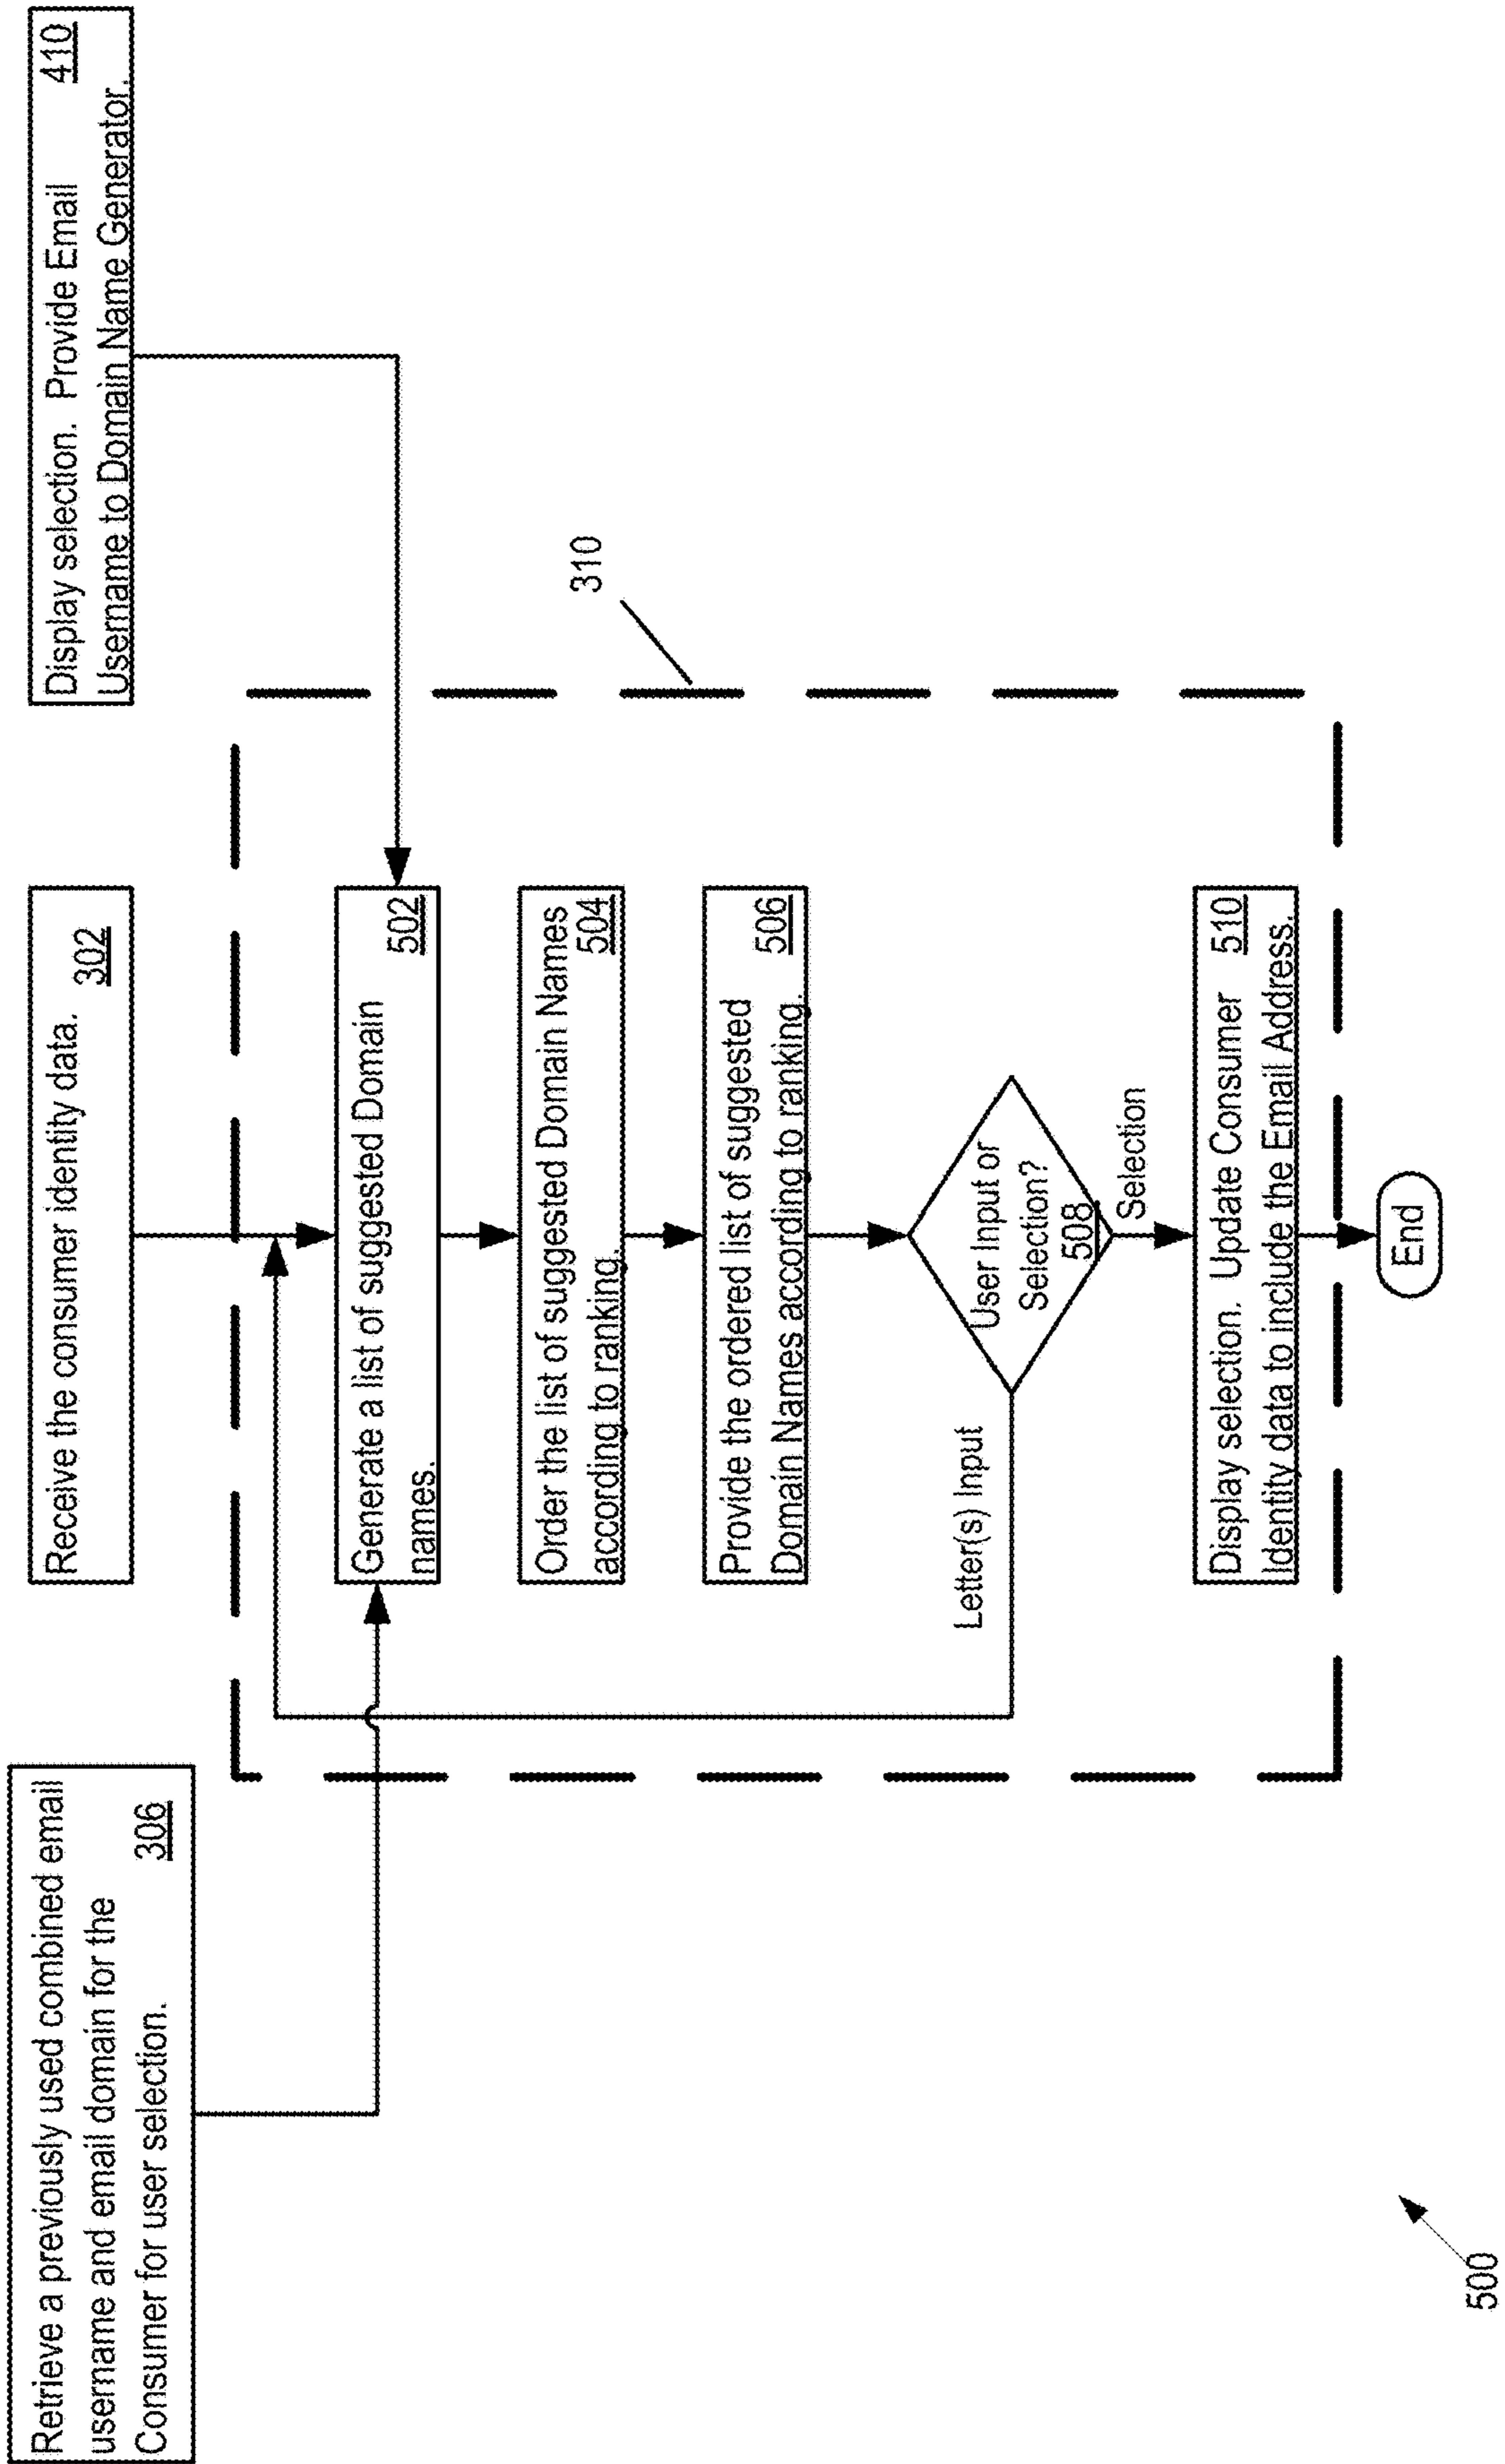 Retrieve a previously used combined email
username and email domain for the
Consumer for user selection.
306
Receive the consumer identity data.
302
Display selection. Provide Email
410
Username to Domain Name Generator.
310
Generate a list of suggested Domain
502
names.
Order the list of suggested Domain Names
according to ranking.
504
Provide the ordered list of suggested
506
Domain Names according to ranking.
User Input or
Selection?
508
Letter(s) Input
Selection
Display selection. Update Consumer
510
Identity data to include the Email Address.
End
500